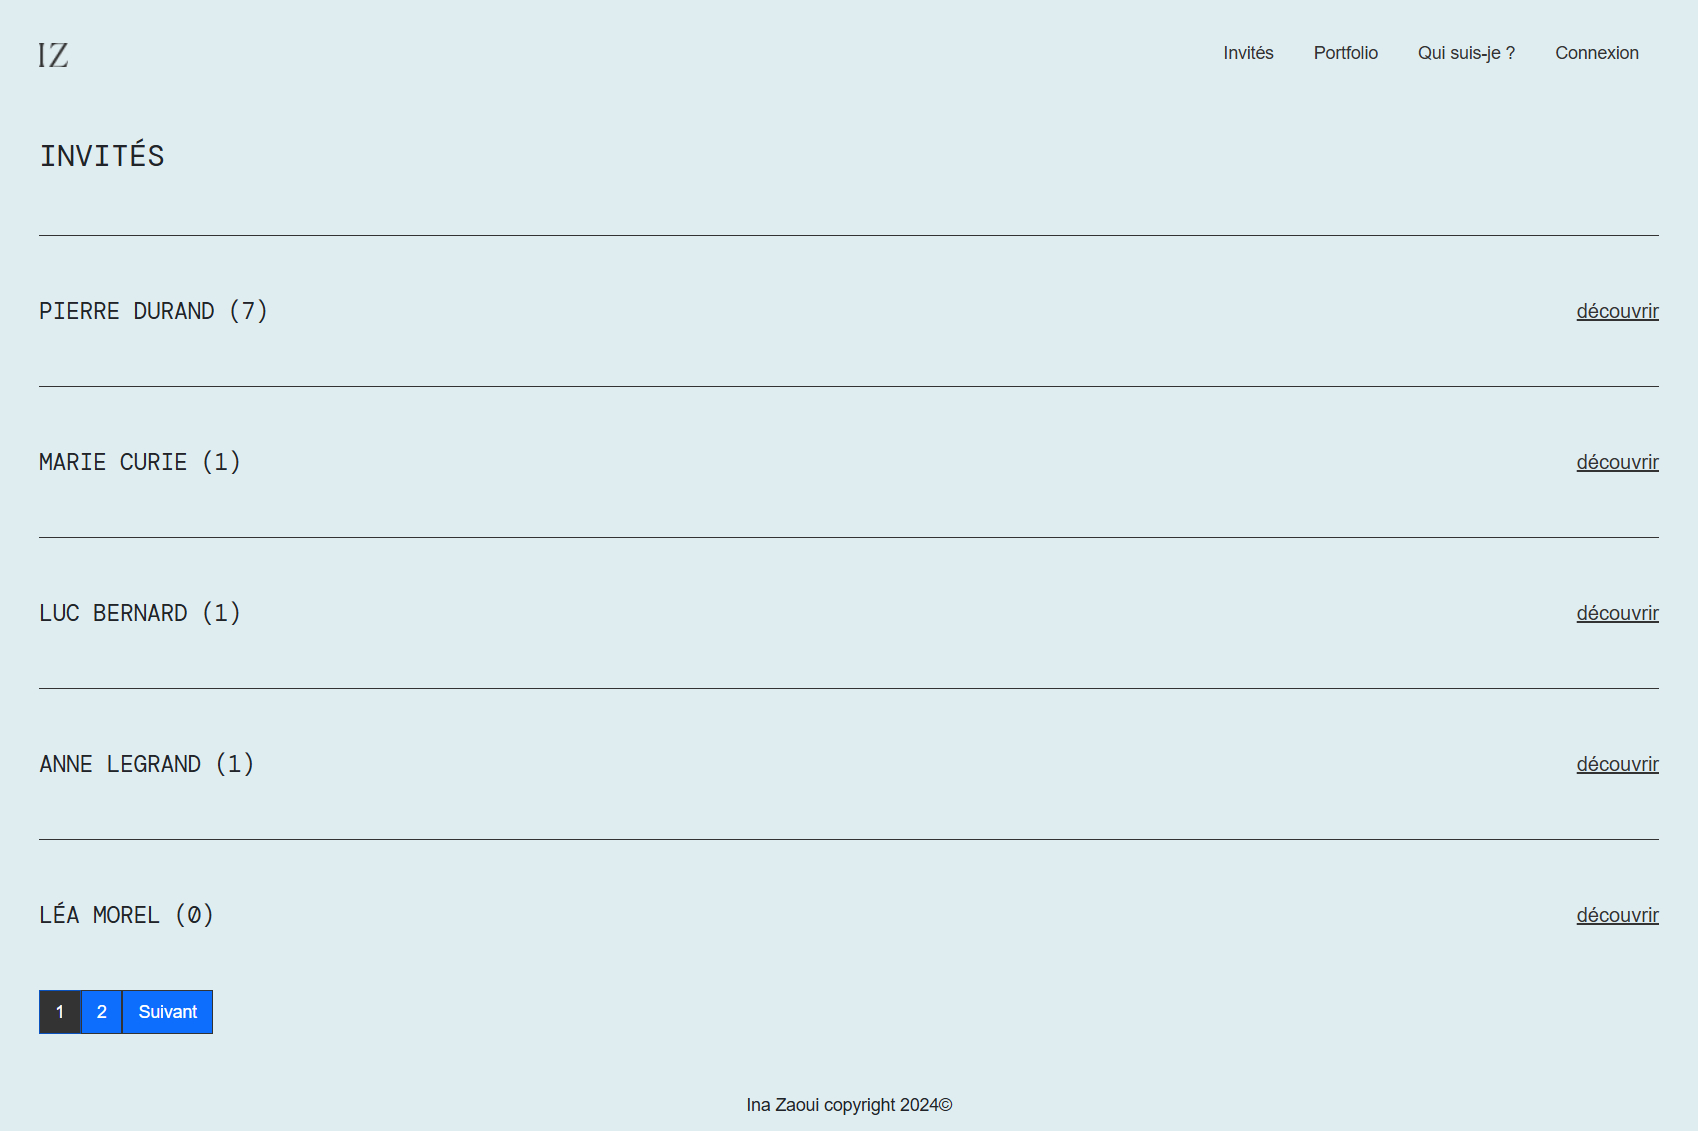 IZ
Invités Portfolio Qui suis-je ? Connexion
INVITÉS
PIERRE DURAND (7) découvrir
MARIE CURIE (1) découvrir
LUC BERNARD (1) découvrir
ANNE LEGRAND (1) découvrir
LÉA MOREL (0) découvrir
1 2 Suivant
Ina Zaoui copyright 2024©